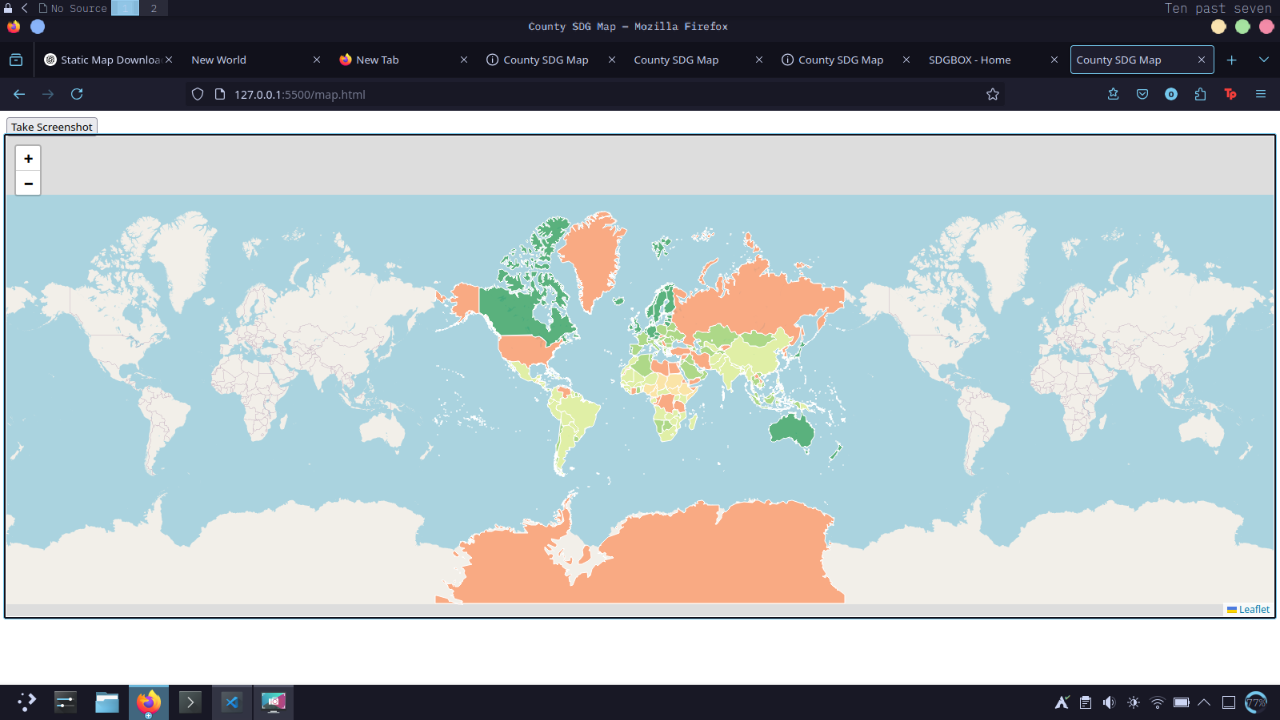 No Source 1 2 Ten past seven
County SDG Map — Mozilla Firefox
Static Map Downloa New World New Tab County SDG Map County SDG Map County SDG Map SDGBOX - Home County SDG Map
127.0.0.1:5500/map.html
Take Screenshot
+
−
Leaflet
77%